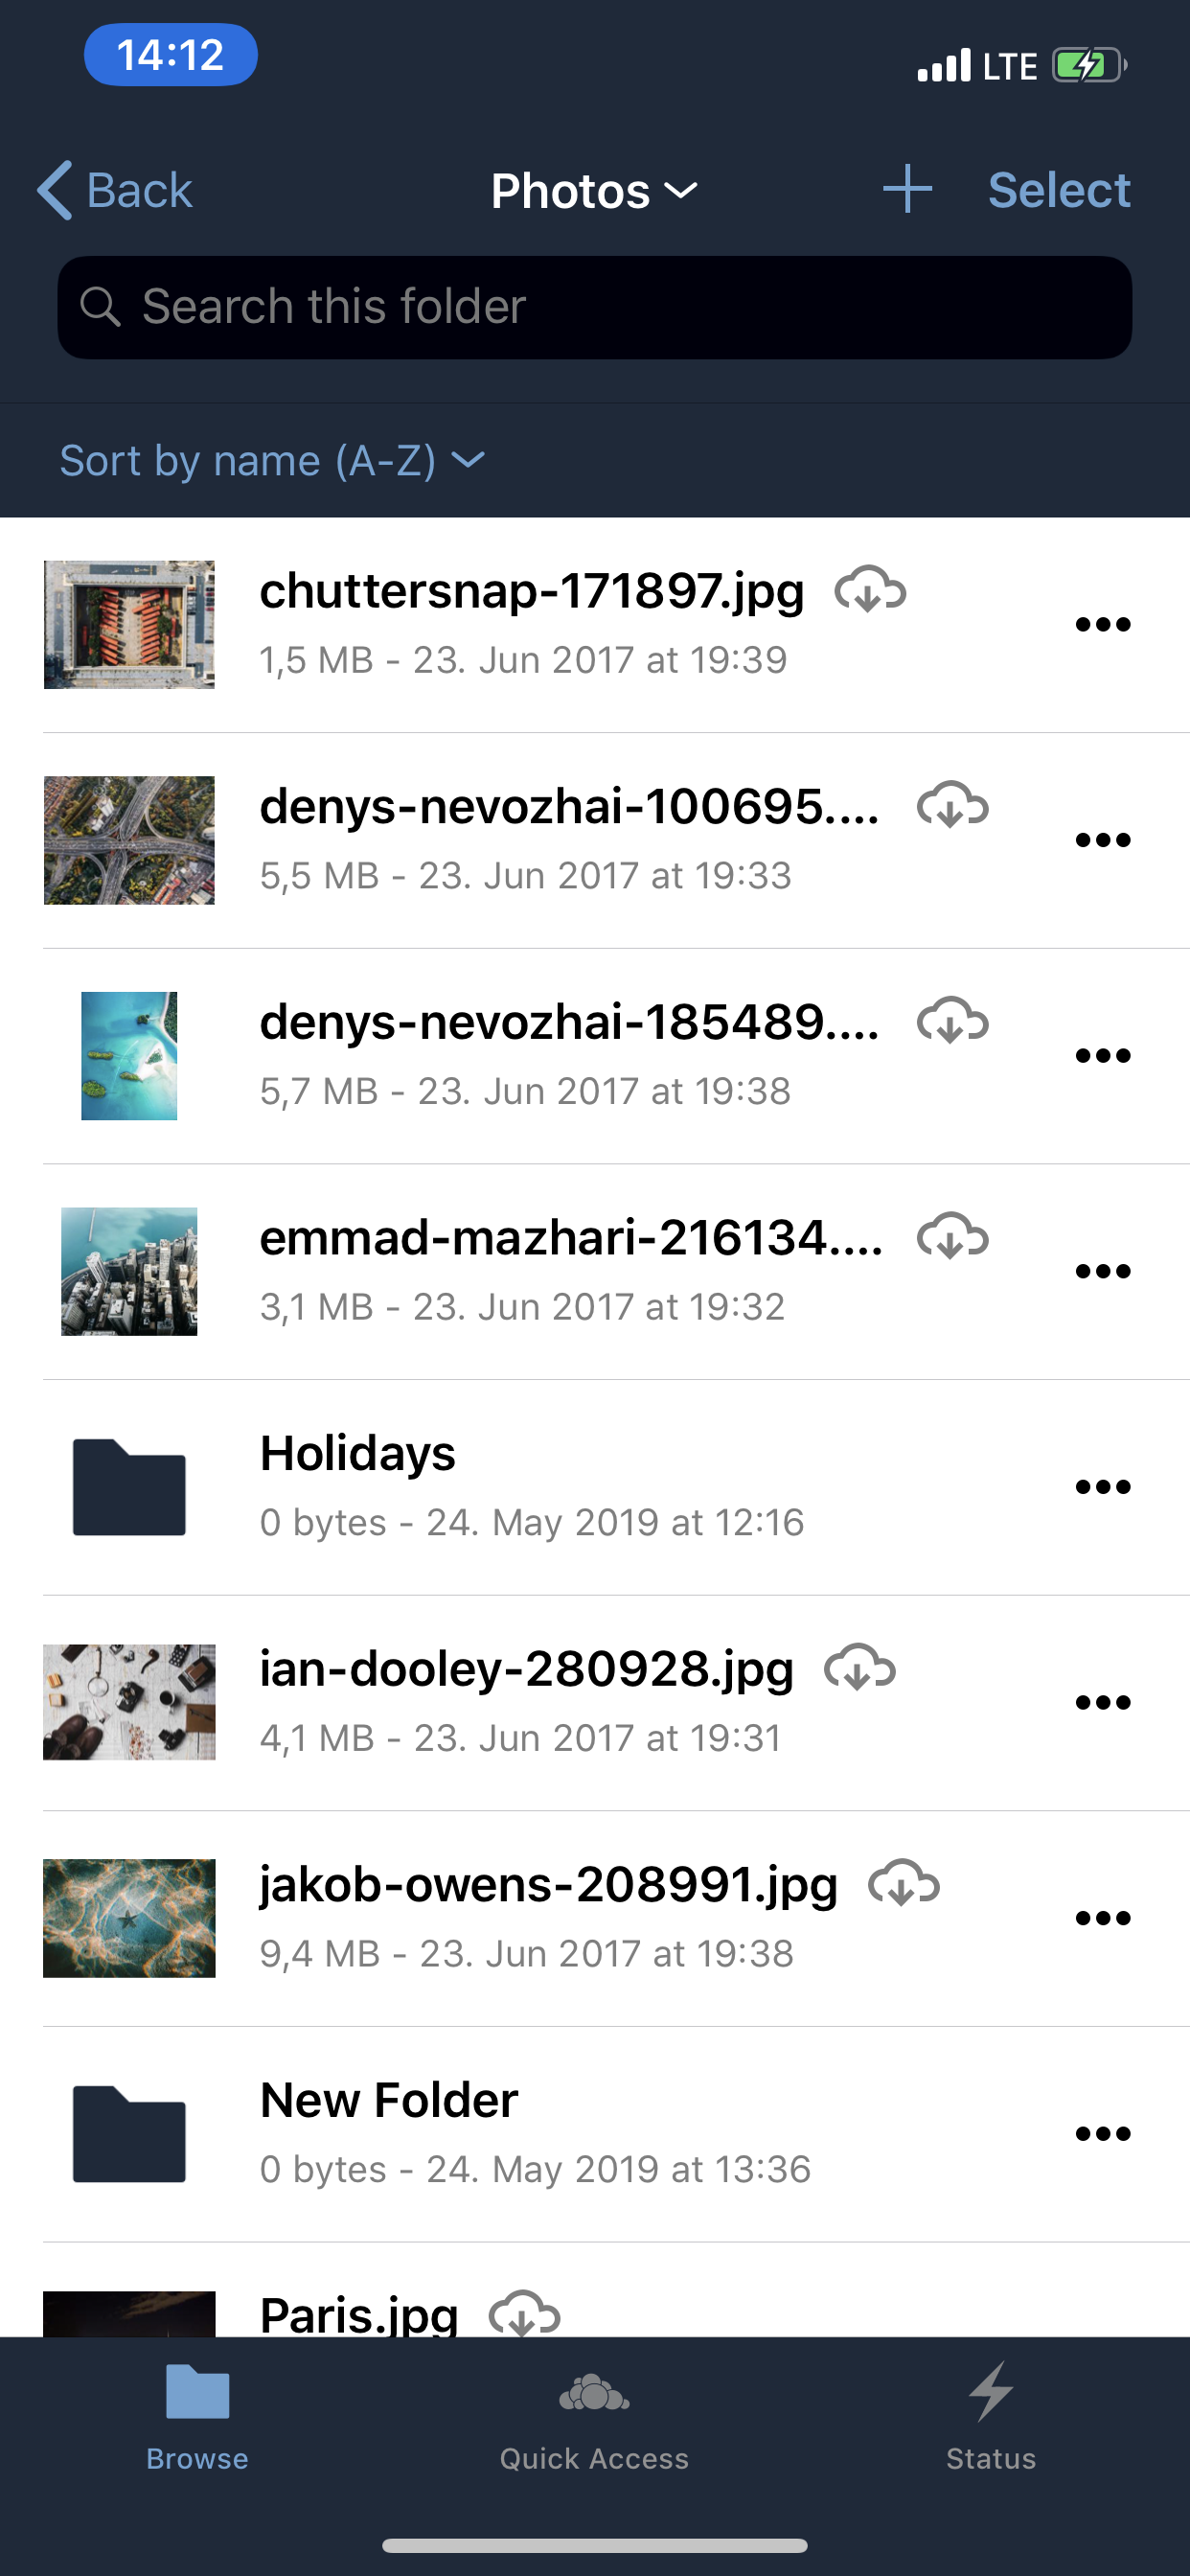 14:12
LTE
Back
Photos
Select
Search this folder
Sort by name (A-Z)
chuttersnap-171897.jpg
1,5 MB - 23. Jun 2017 at 19:39
denys-nevozhai-100695....
5,5 MB - 23. Jun 2017 at 19:33
denys-nevozhai-185489....
5,7 MB - 23. Jun 2017 at 19:38
emmad-mazhari-216134....
3,1 MB - 23. Jun 2017 at 19:32
Holidays
0 bytes - 24. May 2019 at 12:16
ian-dooley-280928.jpg
4,1 MB - 23. Jun 2017 at 19:31
jakob-owens-208991.jpg
9,4 MB - 23. Jun 2017 at 19:38
New Folder
0 bytes - 24. May 2019 at 13:36
Paris.jpg
Browse
Quick Access
Status